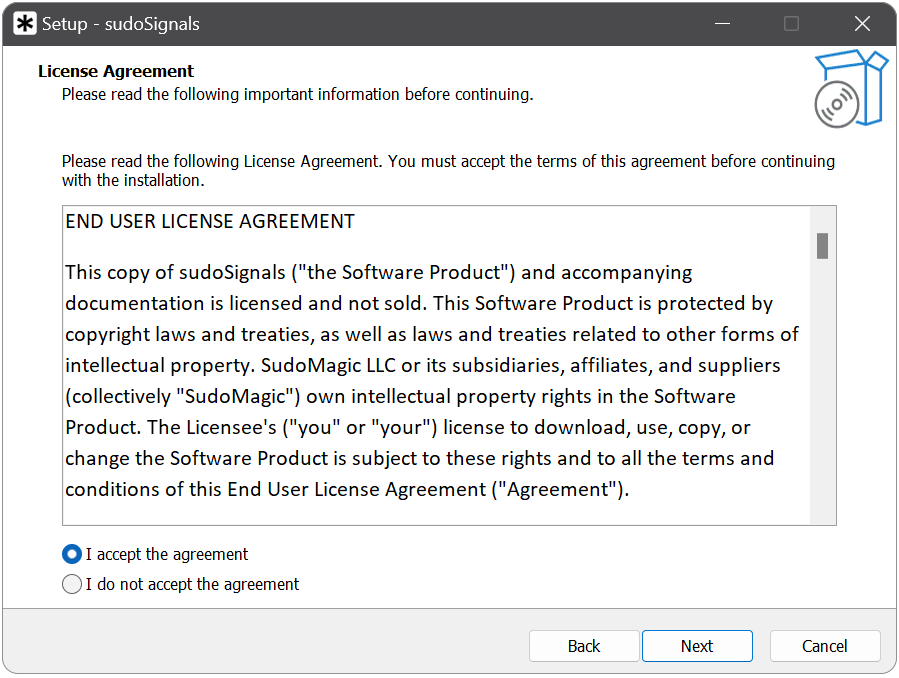 Setup - sudoSignals
License Agreement
Please read the following important information before continuing.
Please read the following License Agreement. You must accept the terms of this agreement before continuing
with the installation.
END USER LICENSE AGREEMENT
This copy of sudoSignals ("the Software Product") and accompanying
documentation is licensed and not sold. This Software Product is protected by
copyright laws and treaties, as well as laws and treaties related to other forms of
intellectual property. SudoMagic LLC or its subsidiaries, affiliates, and suppliers
(collectively "SudoMagic") own intellectual property rights in the Software
Product. The Licensee's ("you" or "your") license to download, use, copy, or
change the Software Product is subject to these rights and to all the terms and
conditions of this End User License Agreement ("Agreement").
I accept the agreement
I do not accept the agreement
Back Next Cancel